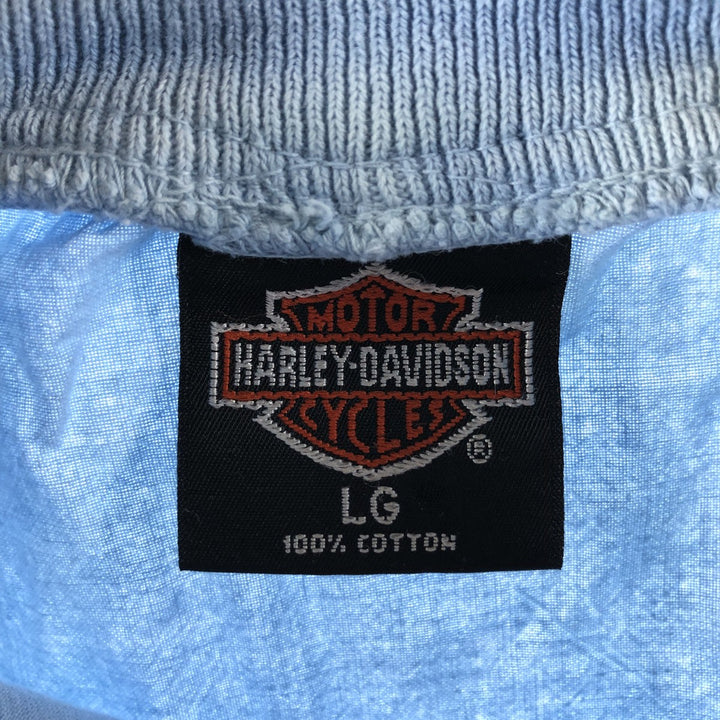 MOTOR
HARLEY-DAVIDSON
CYCLES
®
LG
100% COTTON